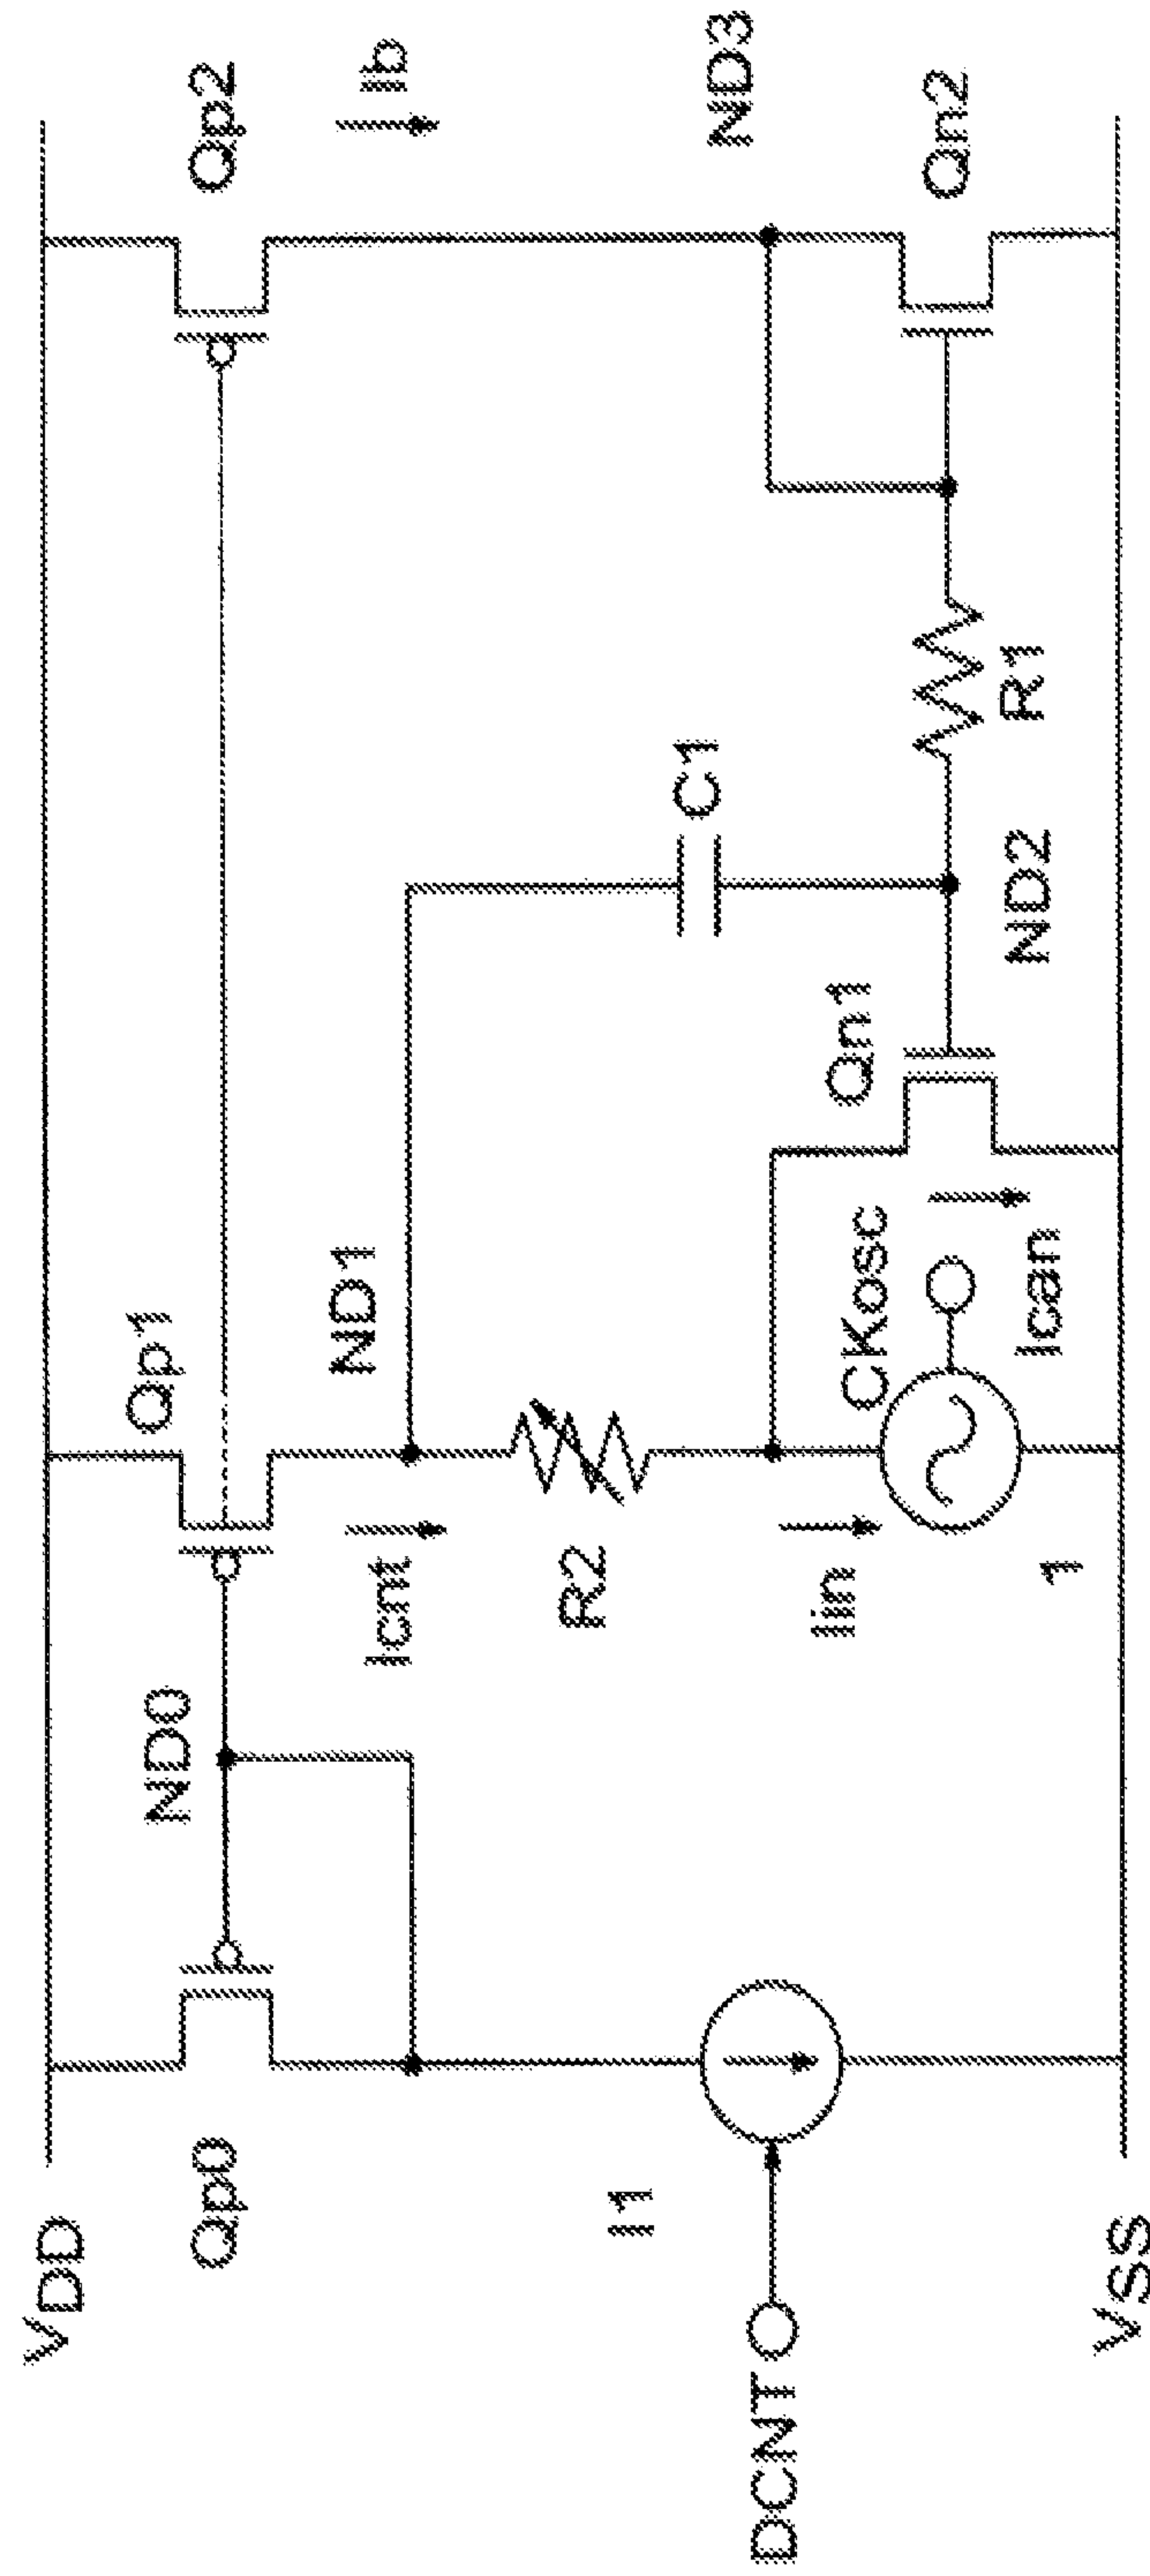 VDD
Qp0
ND0
Qp1
Qp2
Icnt
ND1
Ib
R2
C1
ND3
I1
DCNT
Iin
CKosc
Qn1
Qn2
1
Ican
ND2
R1
VSS